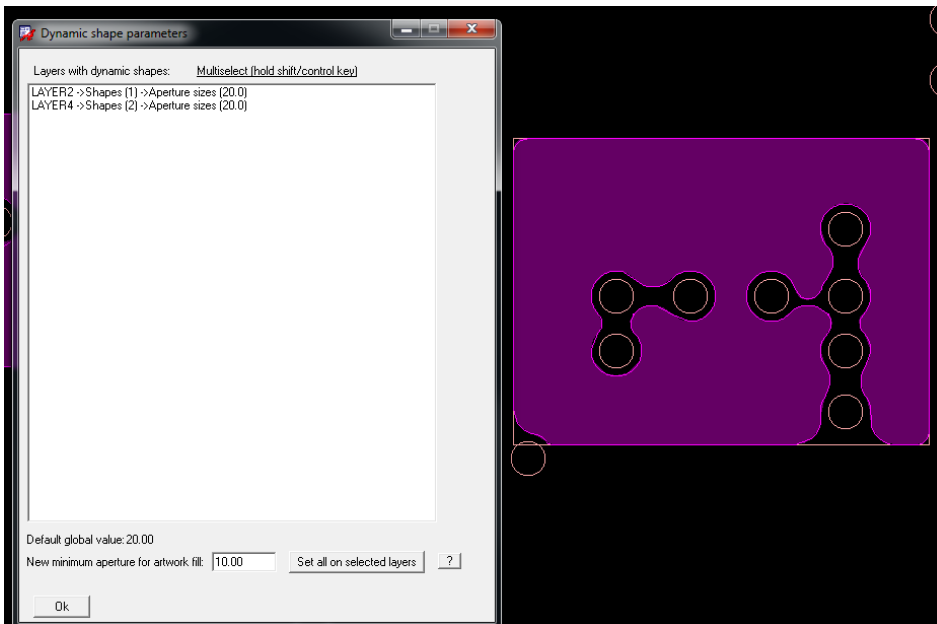 Dynamic shape parameters
Layers with dynamic shapes: Multiselect (hold shift/control key)
LAYER2 ->Shapes (1) ->Aperture sizes (20.0)
LAYER4 ->Shapes (2) ->Aperture sizes (20.0)
Default global value: 20.00
New minimum aperture for artwork fill: 10.00 Set all on selected layers ?
Ok